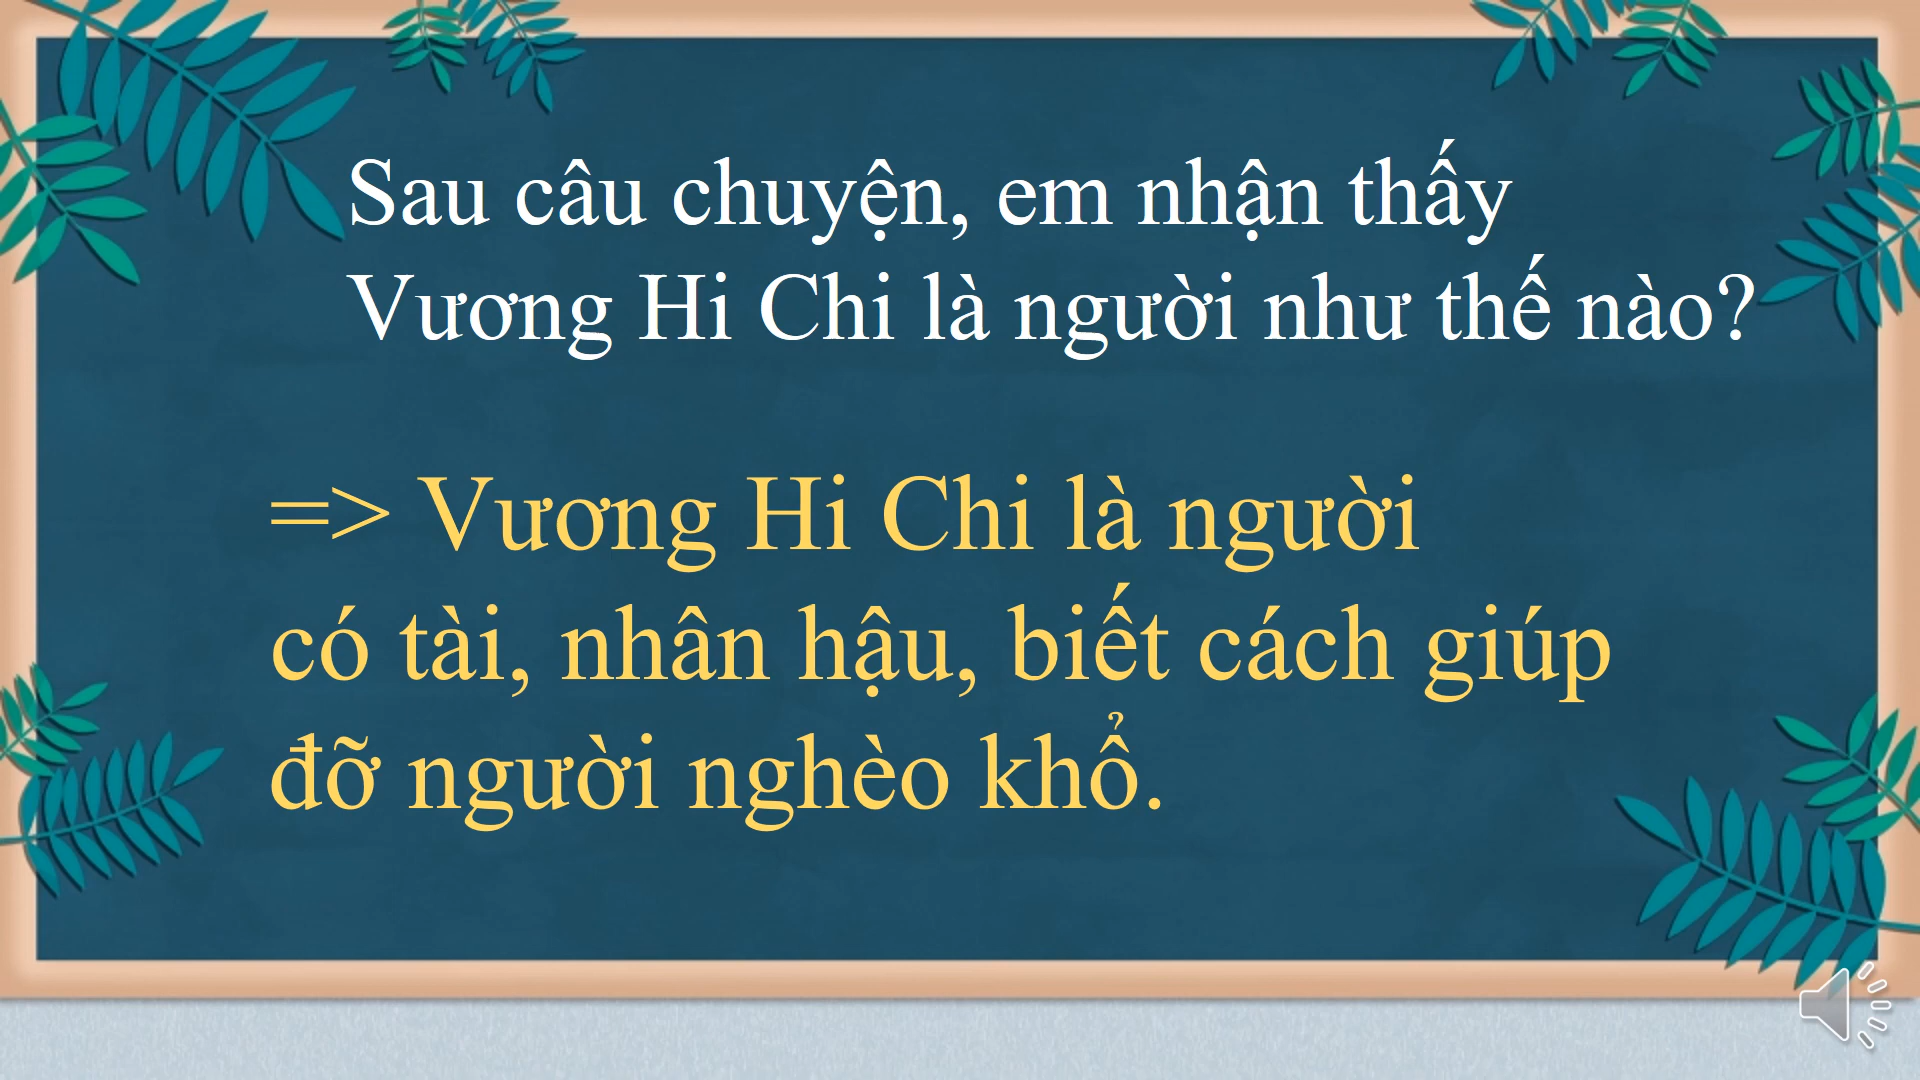 Sau câu chuyện, em nhận thấy
Vương Hi Chi là người như thế nào?
=> Vương Hi Chi là người
có tài, nhân hậu, biết cách giúp
đỡ người nghèo khổ.